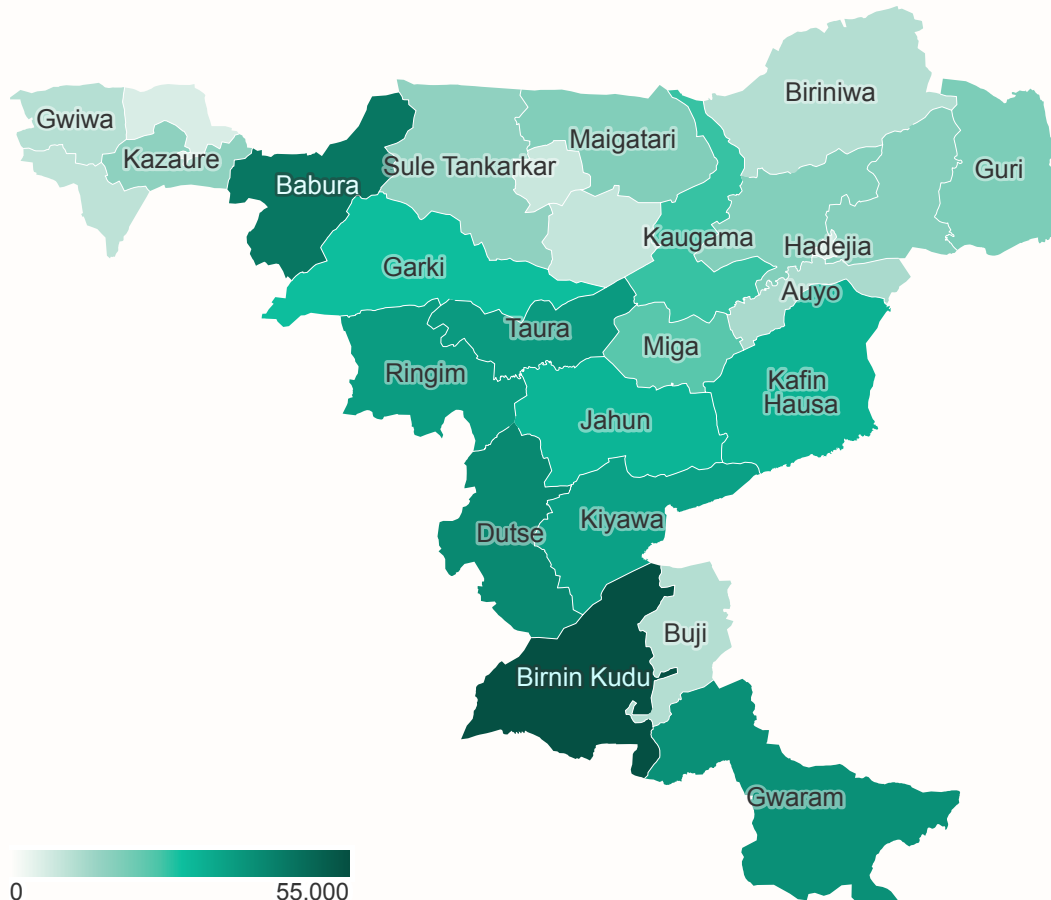 Biriniwa
Gwiwa
Maigatari
Kazaure
Sule Tankarkar
Guri
Babura
Kaugama
Hadejia
Garki
Auyo
Taura
Miga
Ringim
Kafin
Hausa
Jahun
Kiyawa
Dutse
Buji
Birnin Kudu
Gwaram
0
55,000